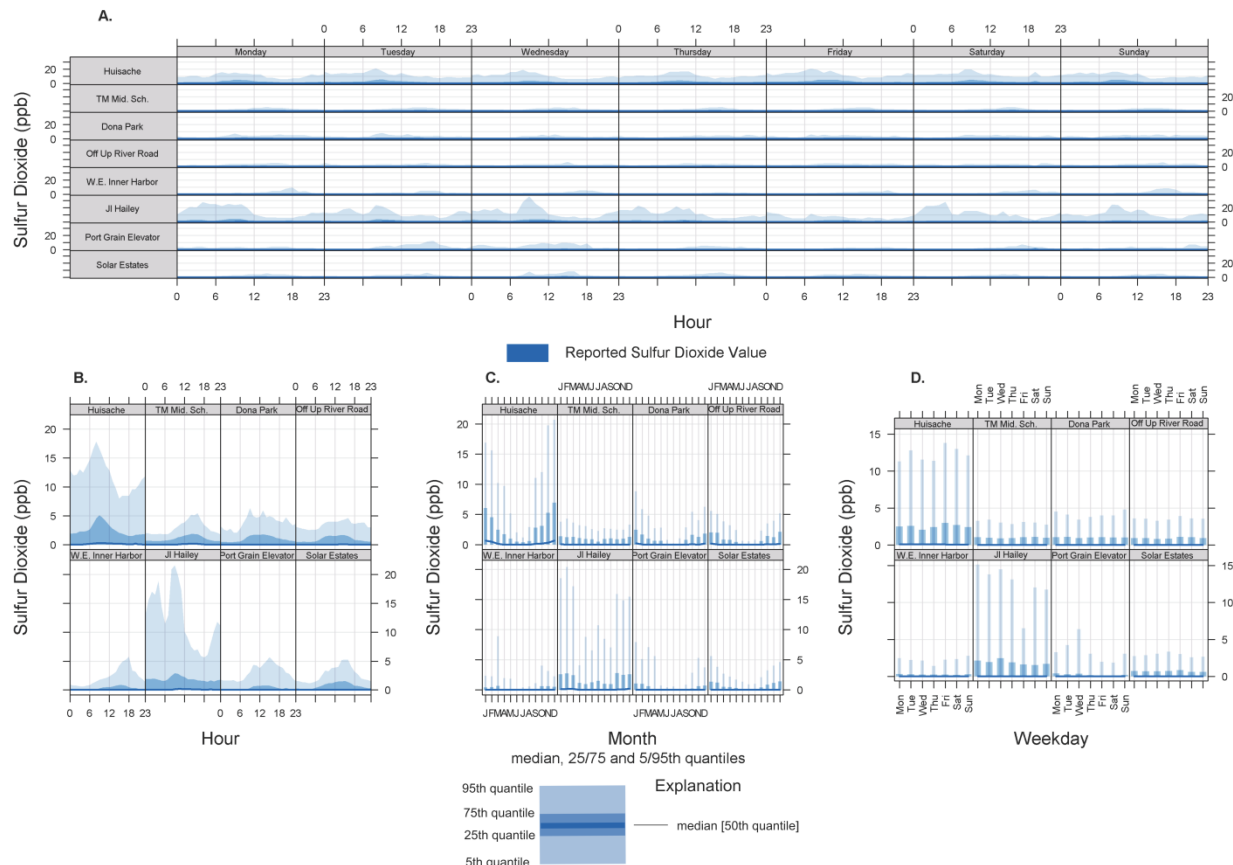 A.
0 6 12 18 23 0 6 12 18 23 0 6 12 18 23
Monday Tuesday Wednesday Thursday Friday Saturday Sunday
Huisache
TM Mid. Sch.
Dona Park
Off Up River Road
W.E. Inner Harbor
JI Hailey
Port Grain Elevator
Solar Estates
Sulfur Dioxide (ppb)
20
0
20
0
20
0
20
0
20
0
20
0
20
0
20
0
0 6 12 18 23 6 12 18 23 0 6 12 18 23 0 6 12 18 23
Hour
Reported Sulfur Dioxide Value
B.
0 6 12 18 23 0 6 12 18 23
Huisache TM Mid. Sch. Dona Park Off Up River Road
20
15
10
5
0
W.E. Inner Harbor JI Hailey Port Grain Elevator Solar Estates
20
15
10
5
0
Sulfur Dioxide (ppb)
0 6 12 18 23 0 6 12 18 23
Hour
C.
JFMAMJJASOND JFMAMJJASOND
Huisache TM Mid. Sch. Dona Park Off Up River Road
20
15
10
5
0
W.E. Inner Harbor JI Hailey Port Grain Elevator Solar Estates
20
15
10
5
0
Sulfur Dioxide (ppb)
JFMAMJJASOND JFMAMJJASOND
Month
median, 25/75 and 5/95th quantiles
D.
Mon Tue Wed Thu Fri Sat Sun Mon Tue Wed Thu Fri Sat Sun
Huisache TM Mid. Sch. Dona Park Off Up River Road
15
10
5
0
W.E. Inner Harbor JI Hailey Port Grain Elevator Solar Estates
15
10
5
0
Sulfur Dioxide (ppb)
Mon Tue Wed Thu Fri Sat Sun Mon Tue Wed Thu Fri Sat Sun
Weekday
Explanation
95th quantile
75th quantile
25th quantile
5th quantile
median [50th quantile]